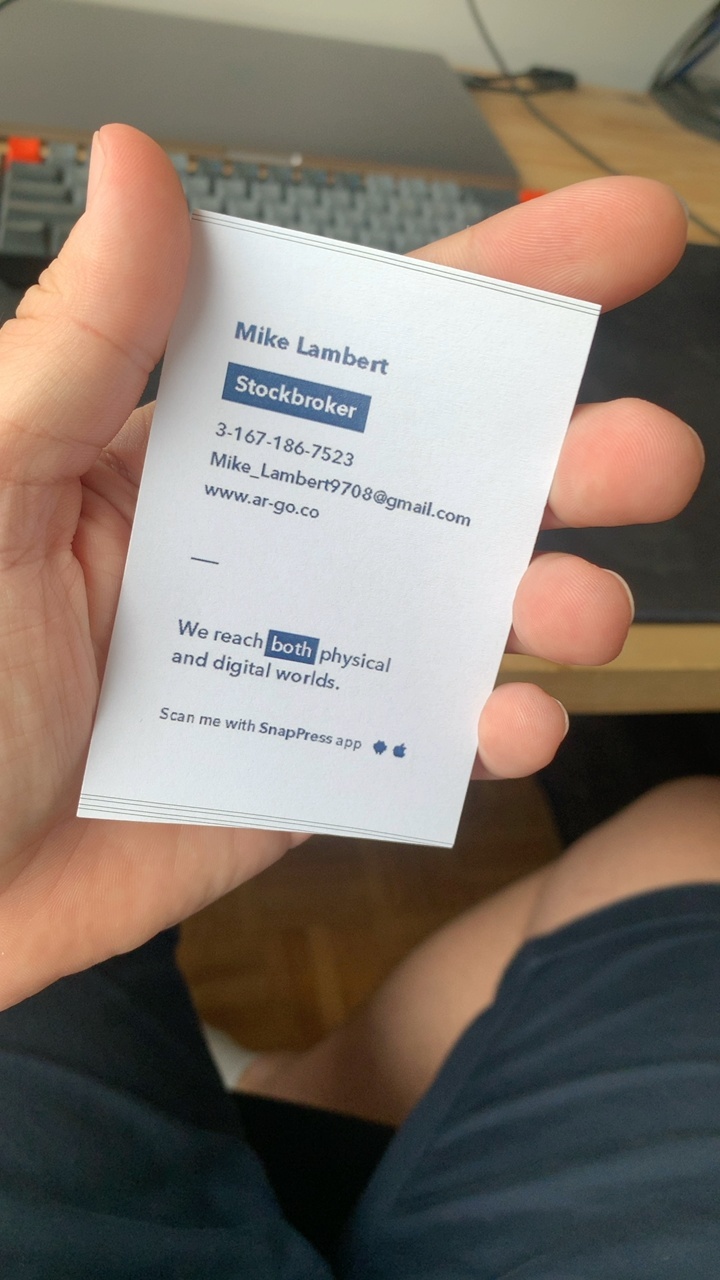 Mike Lambert
Stockbroker
3-167-186-7523
Mike_Lambert9708@gmail.com
www.ar-go.co
We reach both physical
and digital worlds.
Scan me with SnapPress app